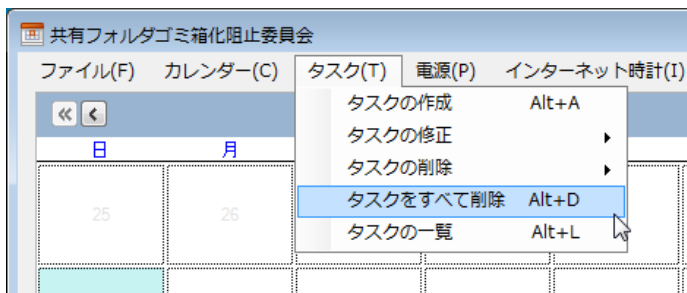 共有フォルダゴミ箱化阻止委員会
ファイル(F) カレンダー(C) タスク(T) 電源(P) インターネット時計(I)
タスクの作成 Alt+A
タスクの修正
日 月
タスクの削除
タスクをすべて削除 Alt+D
25 26
タスクの一覧 Alt+L